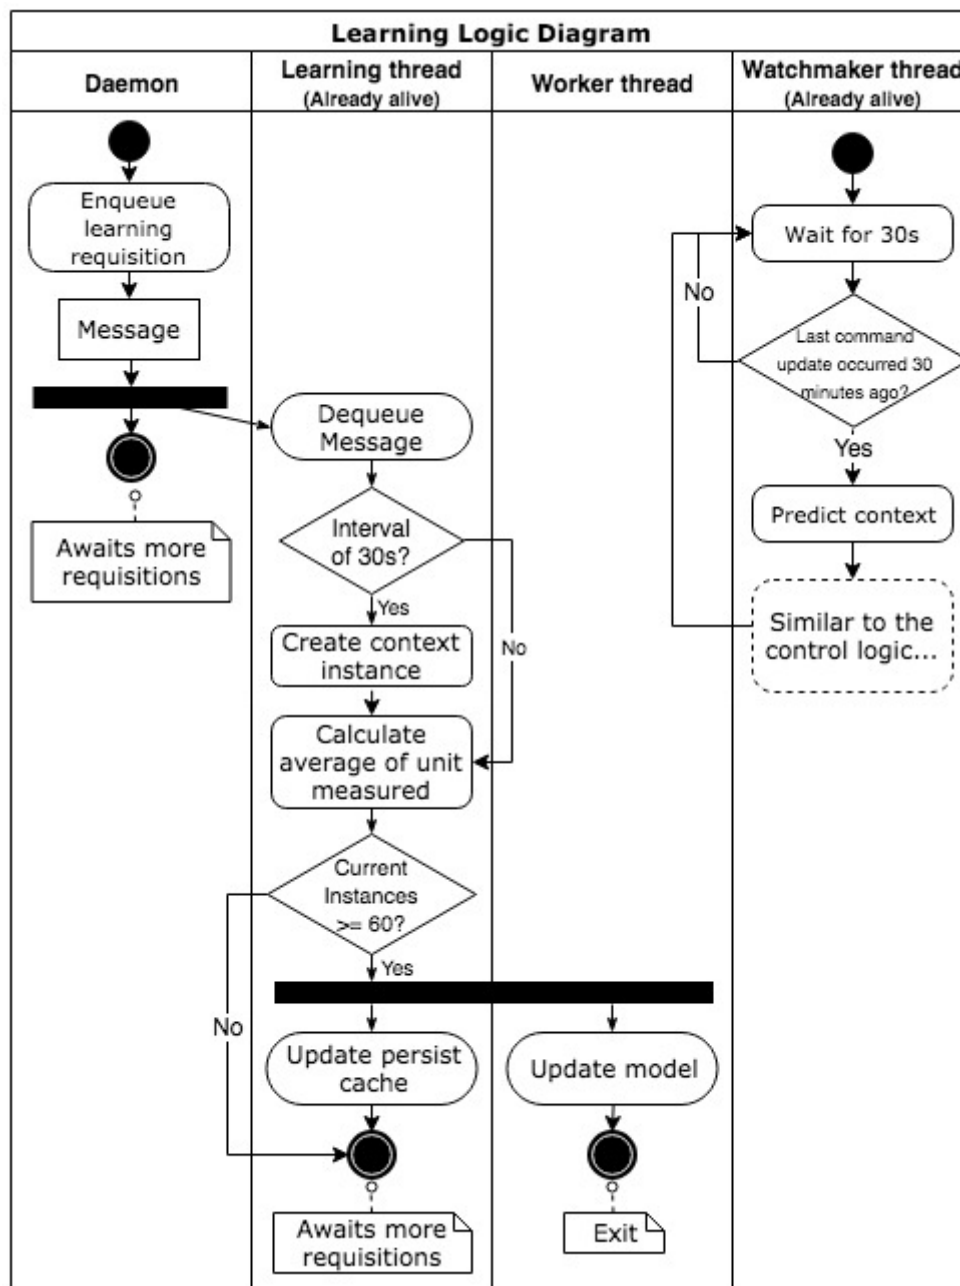 Learning Logic Diagram
Daemon
Learning thread
(Already alive)
Worker thread
Watchmaker thread
(Already alive)
Enqueue
learning
requisition
Message
Awaits more
requisitions
Dequeue
Message
Interval
of 30s?
Yes
No
Create context
instance
Calculate
average of unit
measured
Current
Instances
>= 60?
Yes
No
Update persist
cache
Awaits more
requisitions
Update model
Exit
Wait for 30s
No
Last command
update occurred 30
minutes ago?
Yes
Predict context
Similar to the
control logic...